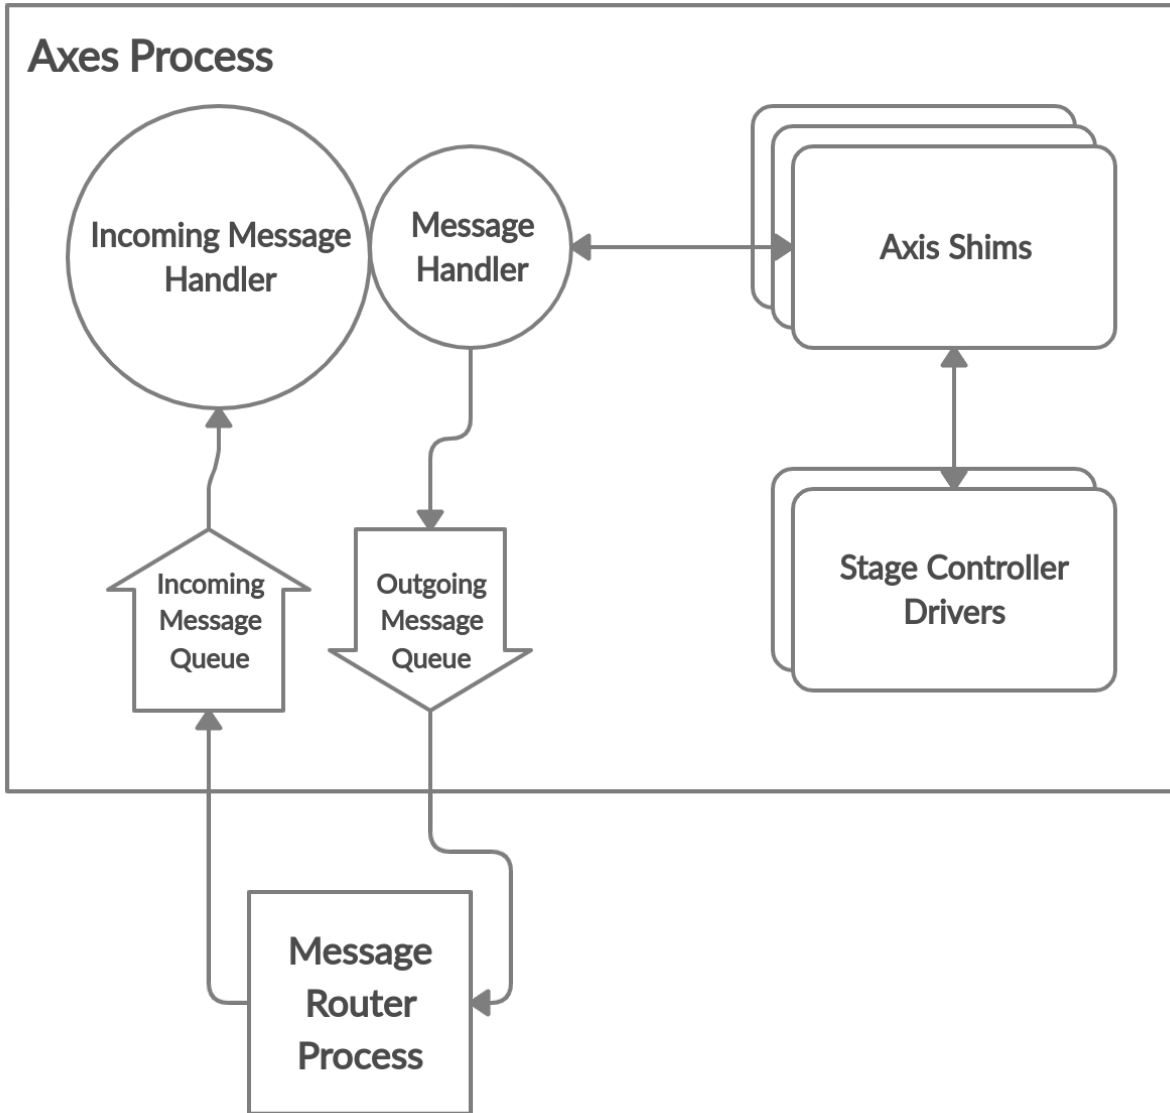 Axes Process
Incoming Message
Handler
Message
Handler
Axis Shims
Incoming
Message
Queue
Outgoing
Message
Queue
Stage Controller
Drivers
Message
Router
Process